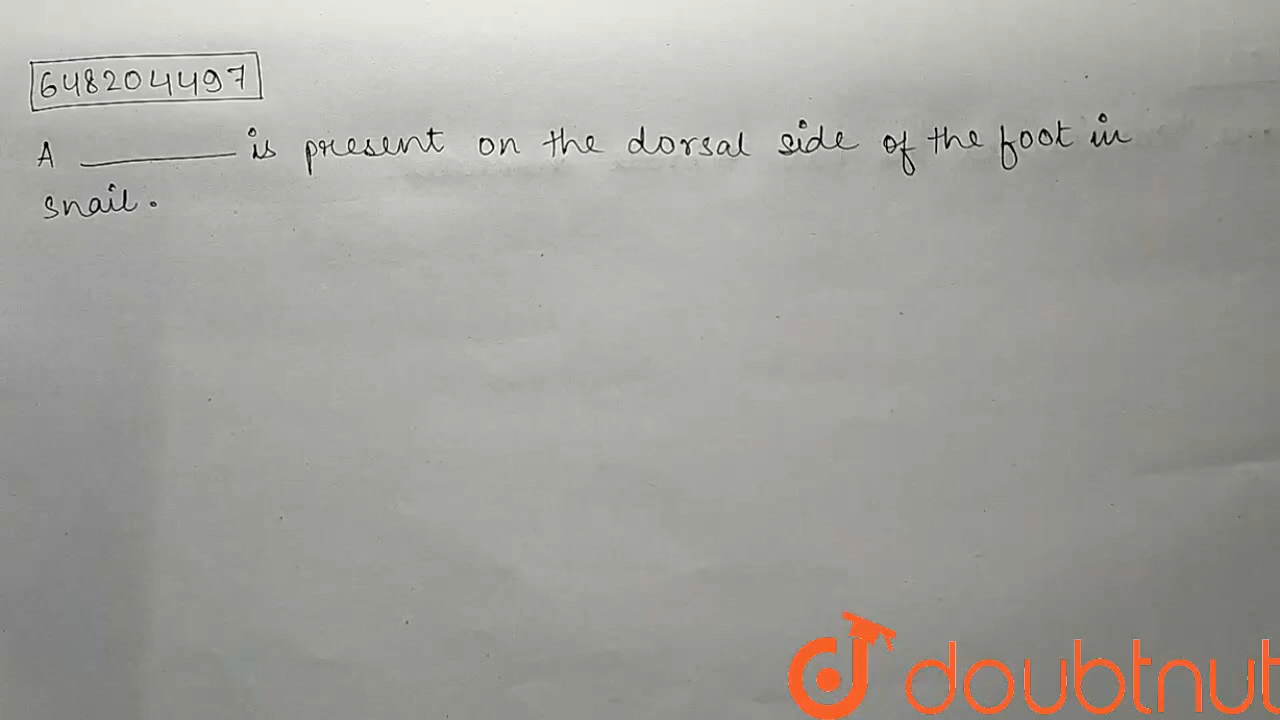 648204497
A ________ is present on the dorsal side of the foot in
snail.
doubtnut